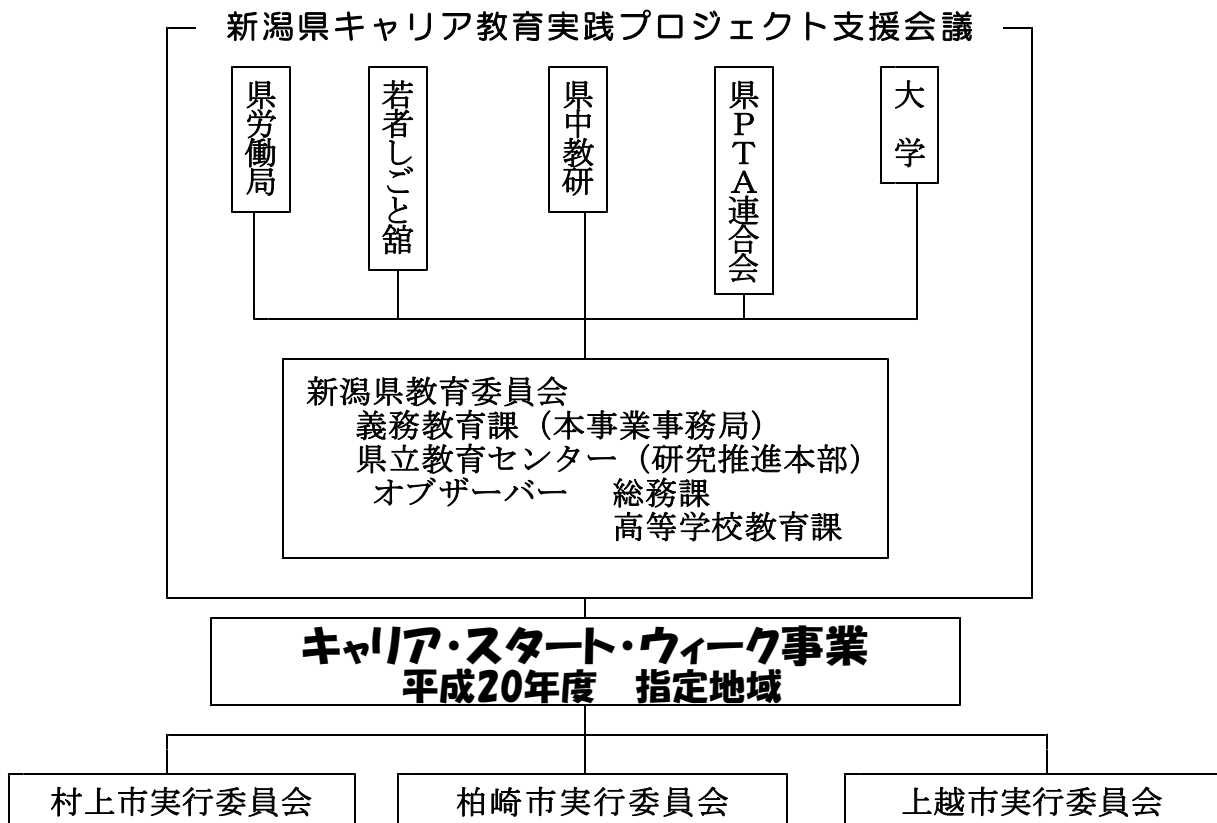 新潟県キャリア教育実践プロジェクト支援会議
県労働局
若者しごと舘
県中教研
県PTA連合会
大学
新潟県教育委員会
義務教育課（本事業事務局）
県立教育センター（研究推進本部）
オブザーバー　総務課
高等学校教育課
キャリア・スタート・ウィーク事業
平成20年度　指定地域
村上市実行委員会
柏崎市実行委員会
上越市実行委員会